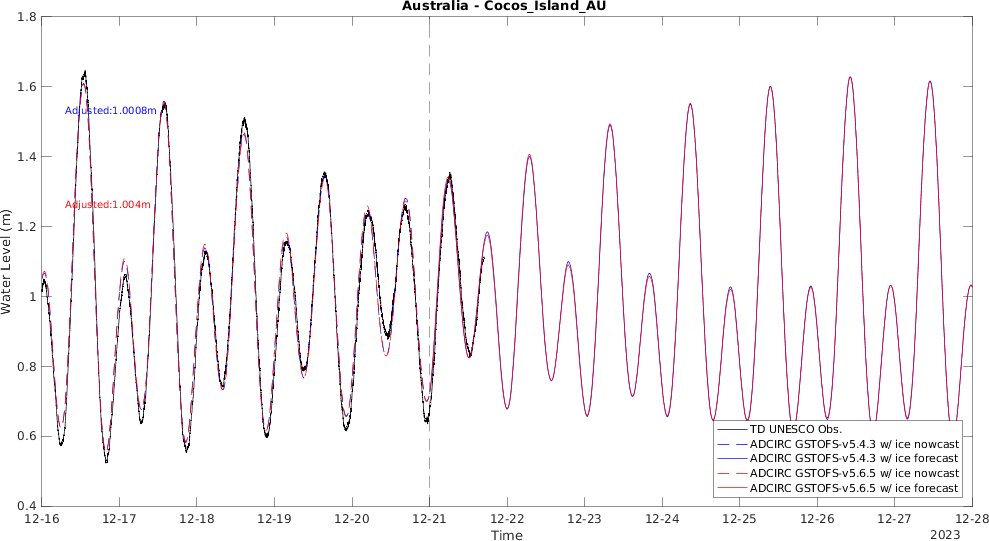 Australia - Cocos_Island_AU
1.8
1.6
1.4
1.2
1
0.8
0.6
0.4
Water Level (m)
Adjusted:1.0008m
Adjusted:1.004m
TD UNESCO Obs.
ADCIRC GSTOFS-v5.4.3 w/ ice nowcast
ADCIRC GSTOFS-v5.4.3 w/ ice forecast
ADCIRC GSTOFS-v5.6.5 w/ ice nowcast
ADCIRC GSTOFS-v5.6.5 w/ ice forecast
12-16 12-17 12-18 12-19 12-20 12-21 12-22 12-23 12-24 12-25 12-26 12-27 12-28
Time
2023